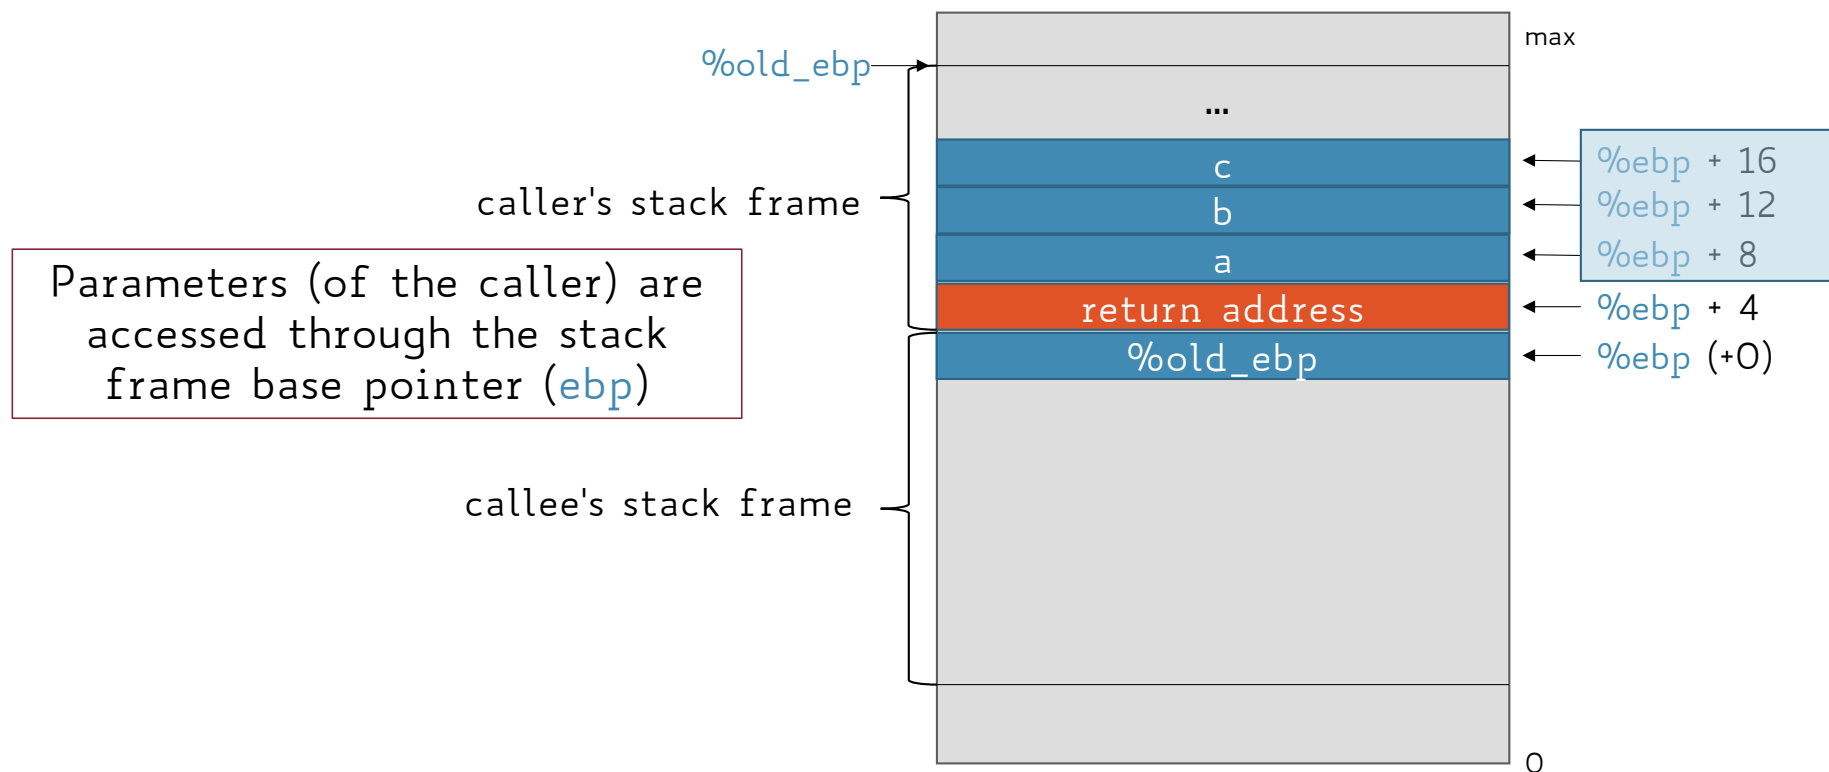 max
%old_ebp
...
c
%ebp + 16
caller's stack frame
b
%ebp + 12
a
%ebp + 8
Parameters (of the caller) are
accessed through the stack
frame base pointer (ebp)
return address
%ebp + 4
%old_ebp
%ebp (+0)
callee's stack frame
0